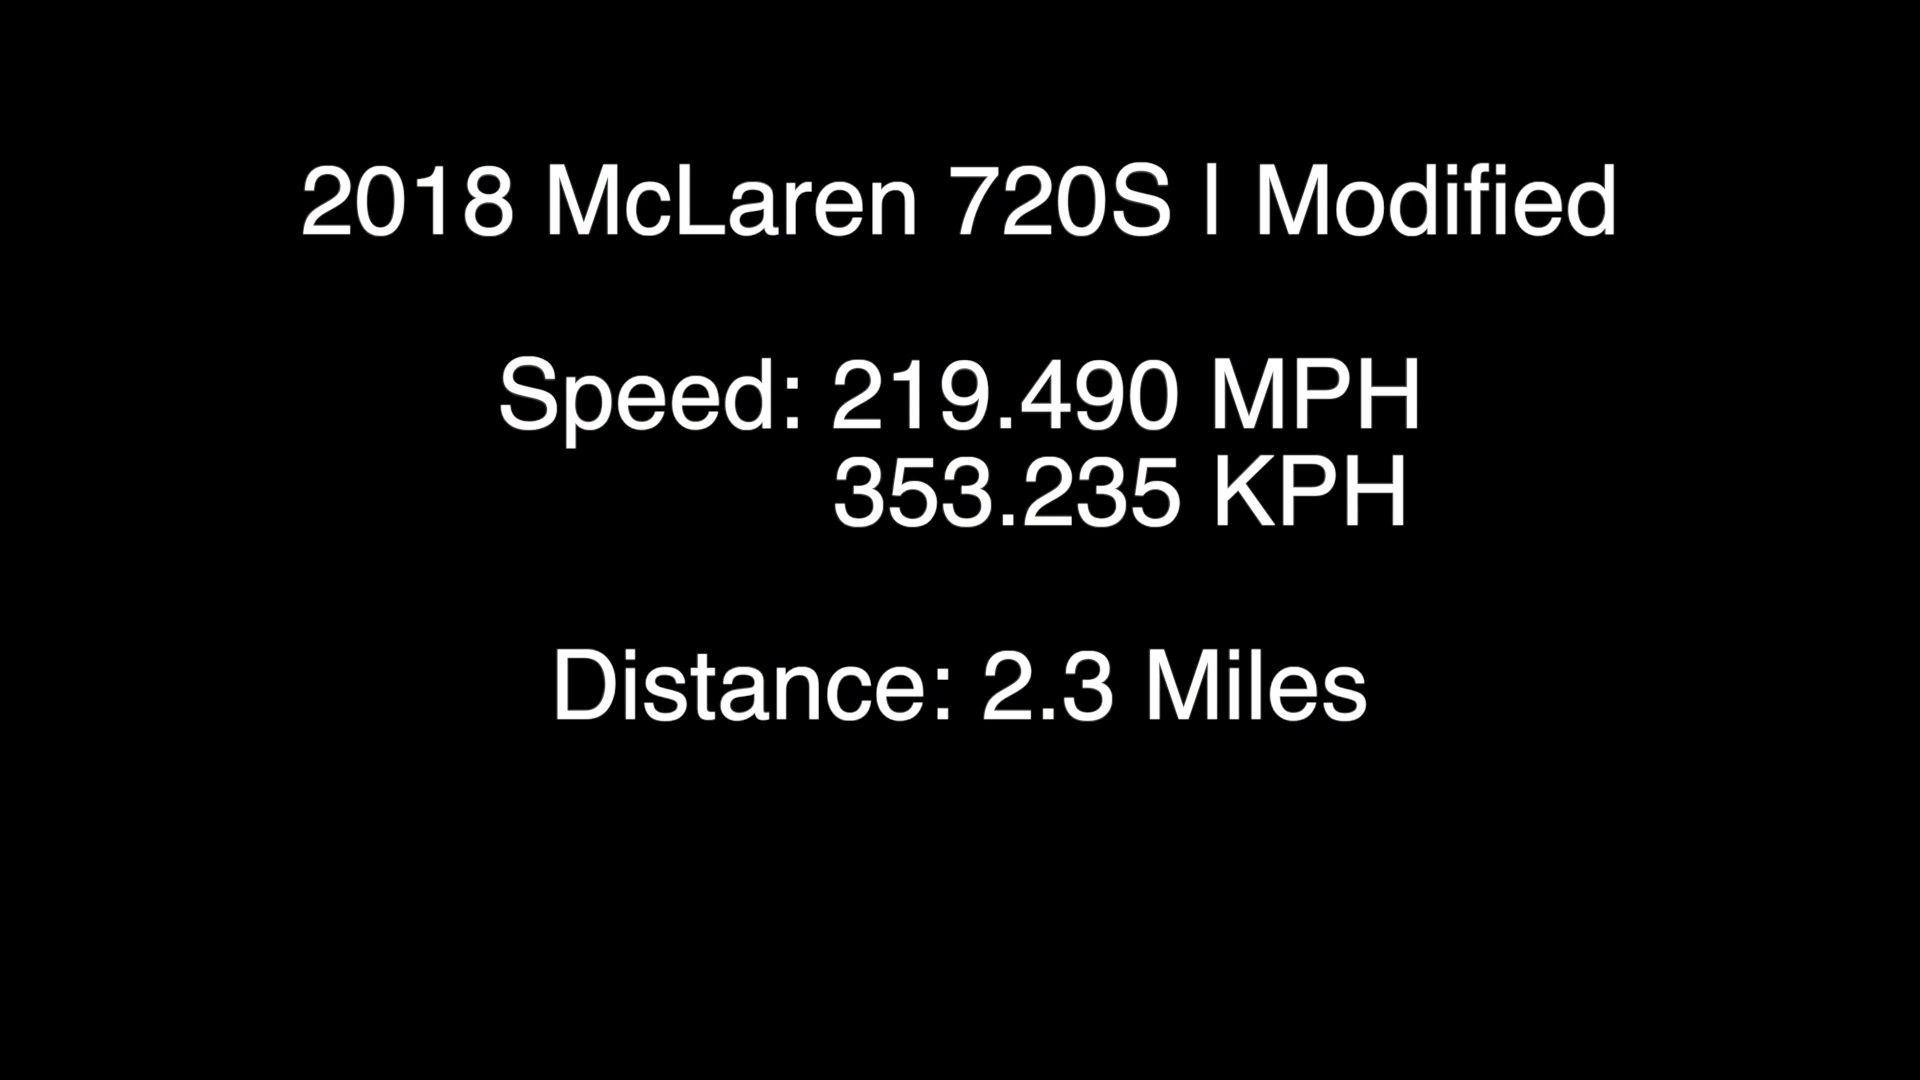 2018 McLaren 720S | Modified
Speed: 219.490 MPH
353.235 KPH
Distance: 2.3 Miles